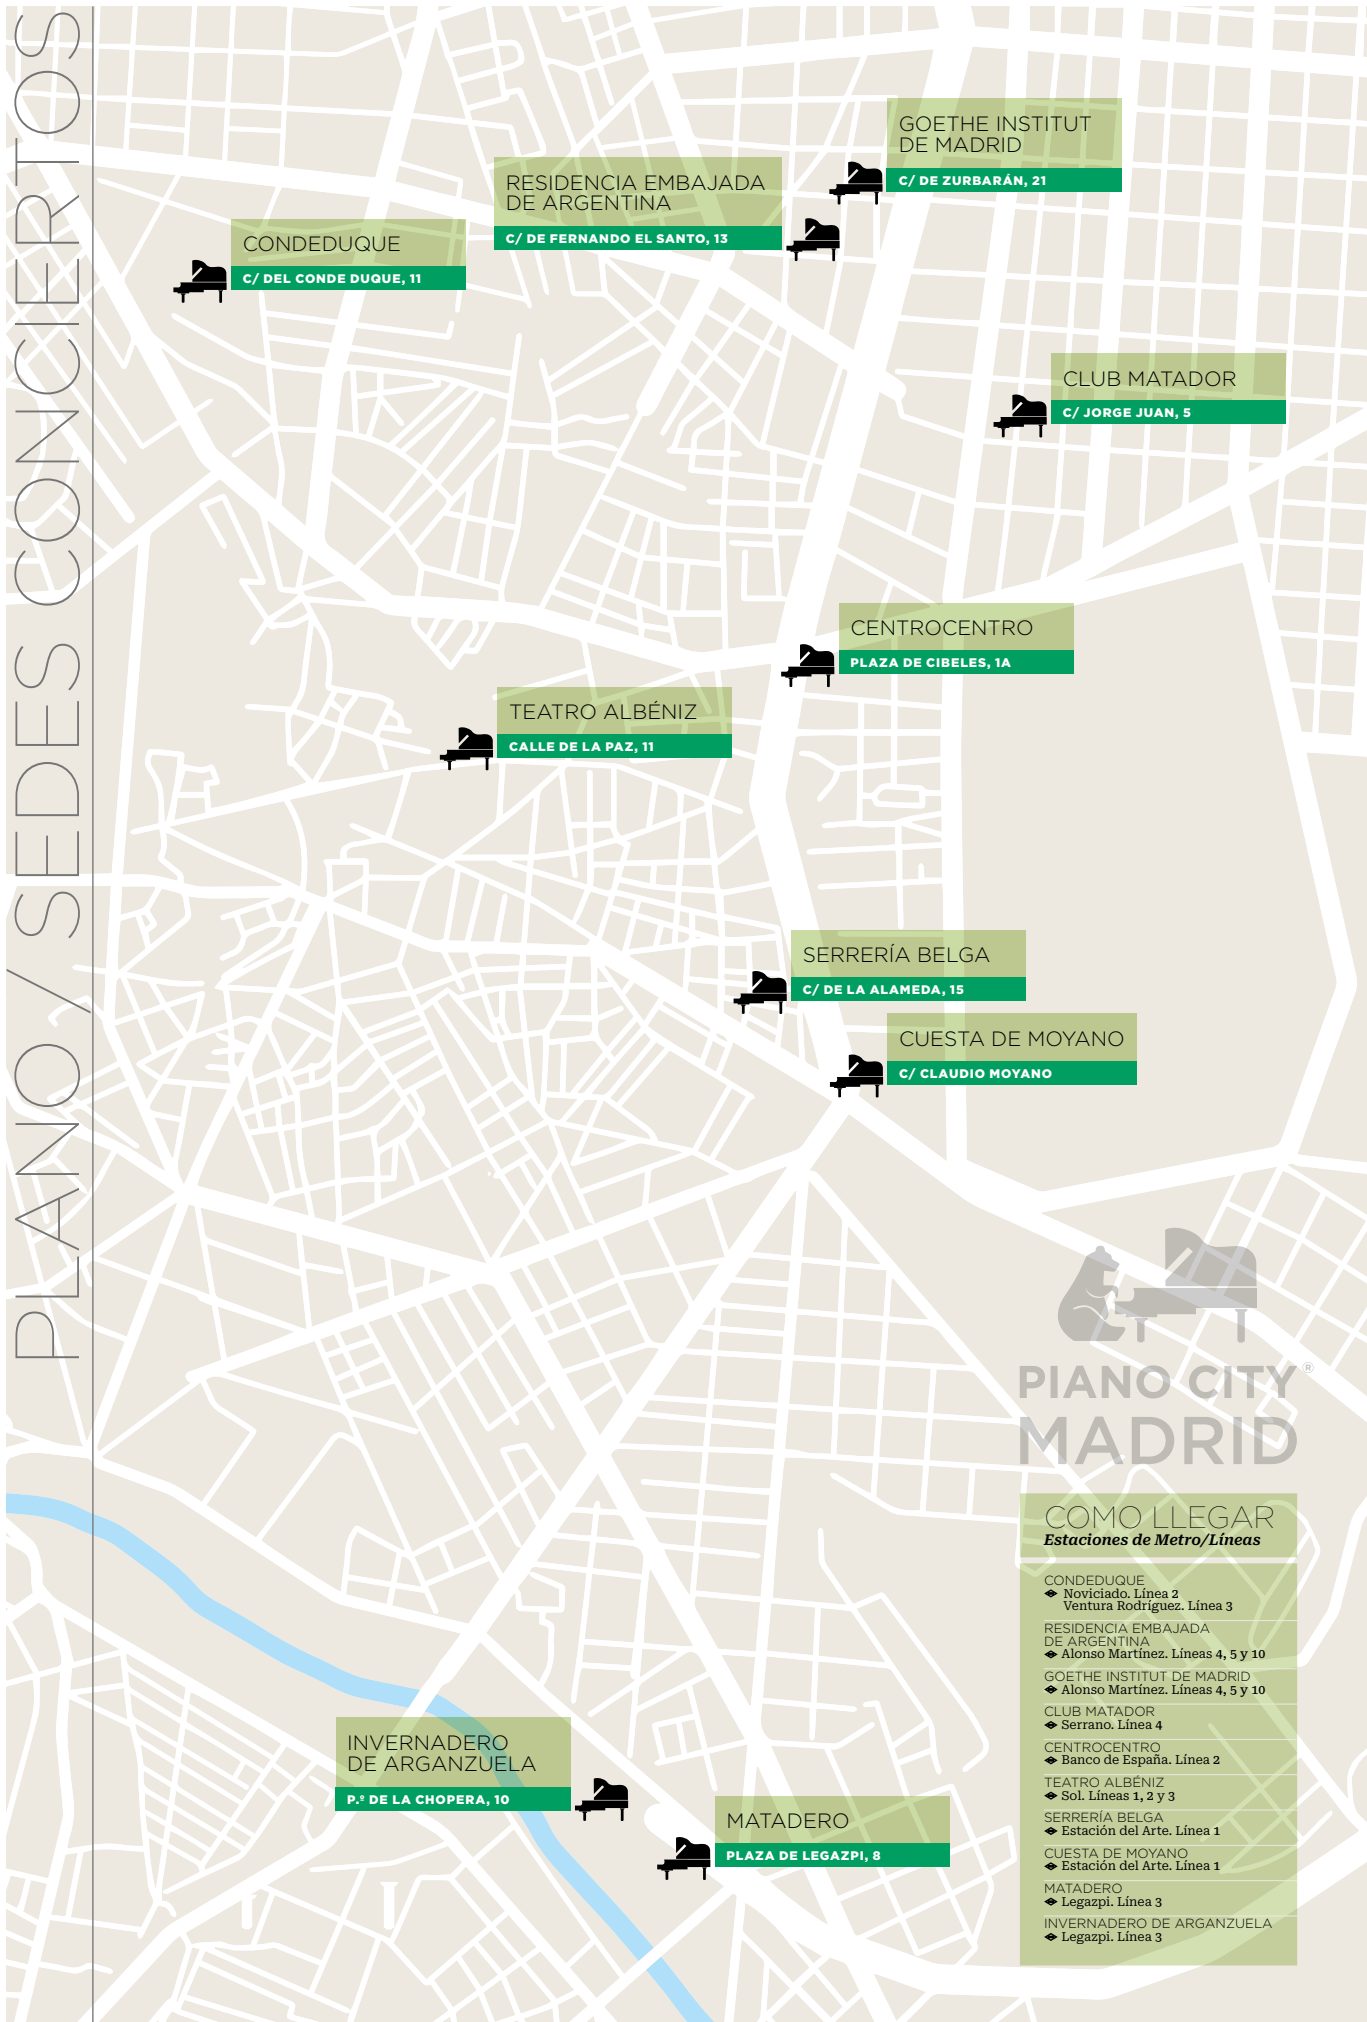 PLANO / SEDES CONCIERTOS
GOETHE INSTITUT
DE MADRID
C/ DE ZURBARÁN, 21
RESIDENCIA EMBAJADA
DE ARGENTINA
C/ DE FERNANDO EL SANTO, 13
CONDEDUQUE
C/ DEL CONDE DUQUE, 11
CLUB MATADOR
C/ JORGE JUAN, 5
CENTROCENTRO
PLAZA DE CIBELES, 1A
TEATRO ALBÉNIZ
CALLE DE LA PAZ, 11
SERRERÍA BELGA
C/ DE LA ALAMEDA, 15
CUESTA DE MOYANO
C/ CLAUDIO MOYANO
PIANO CITY®
MADRID
INVERNADERO
DE ARGANZUELA
P.º DE LA CHOPERA, 10
MATADERO
PLAZA DE LEGAZPI, 8
COMO LLEGAR
Estaciones de Metro/Líneas
CONDEDUQUE
Noviciado. Línea 2
Ventura Rodríguez. Línea 3
RESIDENCIA EMBAJADA
DE ARGENTINA
Alonso Martínez. Líneas 4, 5 y 10
GOETHE INSTITUT DE MADRID
Alonso Martínez. Líneas 4, 5 y 10
CLUB MATADOR
Serrano. Línea 4
CENTROCENTRO
Banco de España. Línea 2
TEATRO ALBÉNIZ
Sol. Líneas 1, 2 y 3
SERRERÍA BELGA
Estación del Arte. Línea 1
CUESTA DE MOYANO
Estación del Arte. Línea 1
MATADERO
Legazpi. Línea 3
INVERNADERO DE ARGANZUELA
Legazpi. Línea 3